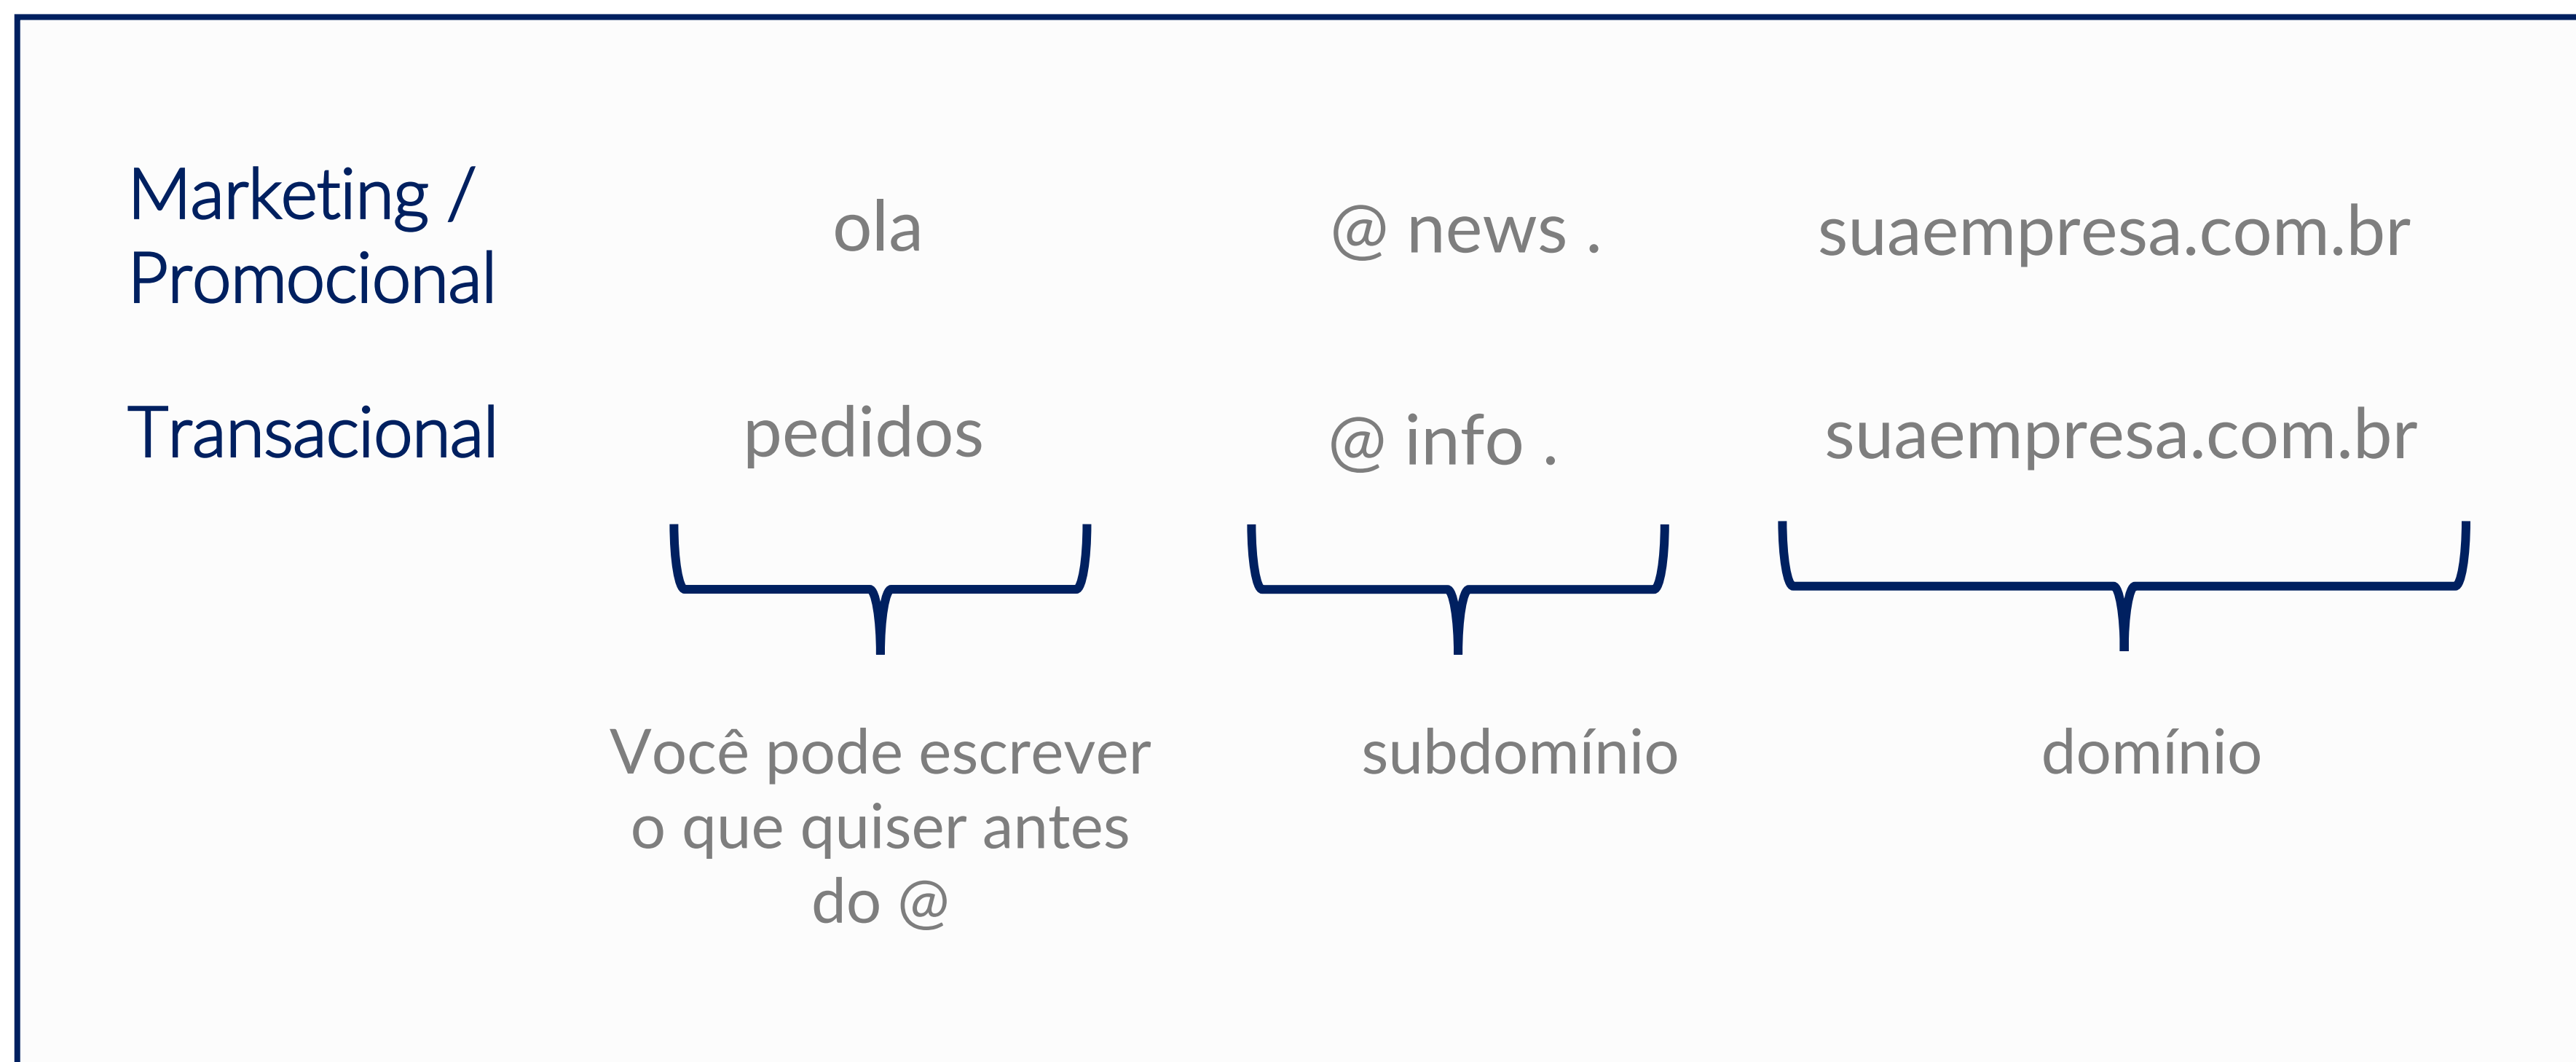 Marketing /
Promocional
ola
@ news .
suaempresa.com.br
Transacional
pedidos
@ info .
suaempresa.com.br
Você pode escrever
o que quiser antes
do @
subdomínio
domínio